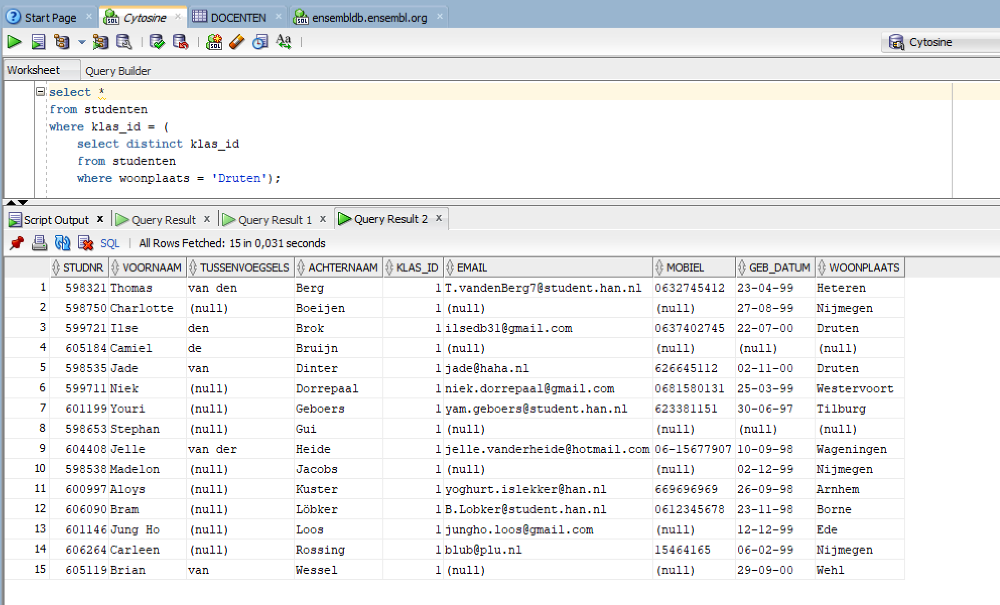 Start Page × Cytosine × DOCENTEN × ensembldb.ensembl.org ×
Cytosine
Worksheet Query Builder
select *
from studenten
where klas_id = (
select distinct klas_id
from studenten
where woonplaats = 'Druten');
Script Output x Query Result x Query Result 1 x Query Result 2 x
SQL | All Rows Fetched: 15 in 0,031 seconds
STUDNR VOORNAAM TUSSENVOEGSELS ACHTERNAAM KLAS_ID EMAIL MOBIEL GEB_DATUM WOONPLAATS
1 598321 Thomas van den Berg 1 T.vandenBerg7@student.han.nl 0632745412 23-04-99 Heteren
2 598750 Charlotte (null) Boeijen 1 (null) (null) 27-08-99 Nijmegen
3 599721 Ilse den Brok 1 ilsedb31@gmail.com 0637402745 22-07-00 Druten
4 605184 Camiel de Bruijn 1 (null) (null) (null) (null)
5 598535 Jade van Dinter 1 jade@haha.nl 626645112 02-11-00 Druten
6 599711 Niek (null) Dorrepaal 1 niek.dorrepaal@gmail.com 0681580131 25-03-99 Westervoort
7 601199 Youri (null) Geboers 1 yam.geboers@student.han.nl 623381151 30-06-97 Tilburg
8 598653 Stephan (null) Gui 1 (null) (null) (null) (null)
9 604408 Jelle van der Heide 1 jelle.vanderheide@hotmail.com 06-15677907 10-09-98 Wageningen
10 598538 Madelon (null) Jacobs 1 (null) (null) 02-12-99 Nijmegen
11 600997 Aloys (null) Kuster 1 yoghurt.islekker@han.nl 669696969 26-09-98 Arnhem
12 606090 Bram (null) Löbker 1 B.Lobker@student.han.nl 0612345678 23-11-98 Borne
13 601146 Jung Ho (null) Loos 1 jungho.loos@gmail.com (null) 12-12-99 Ede
14 606264 Carleen (null) Rossing 1 blub@plu.nl 15464165 06-02-99 Nijmegen
15 605119 Brian van Wessel 1 (null) (null) 29-09-00 Wehl